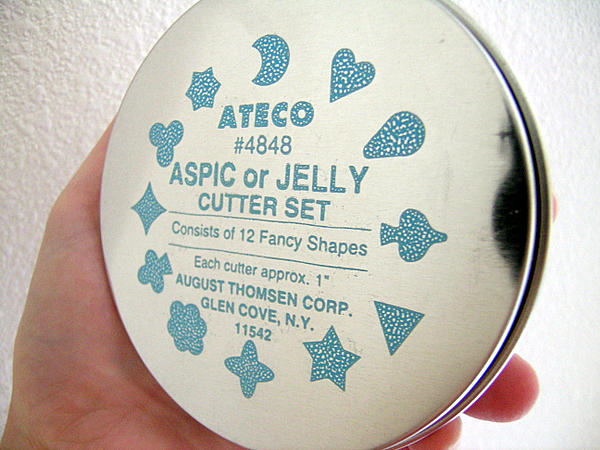 ATECO
#4848
ASPIC or JELLY
CUTTER SET
Consists of 12 Fancy Shapes
Each cutter approx. 1"
AUGUST THOMSEN CORP.
GLEN COVE, N.Y.
11542